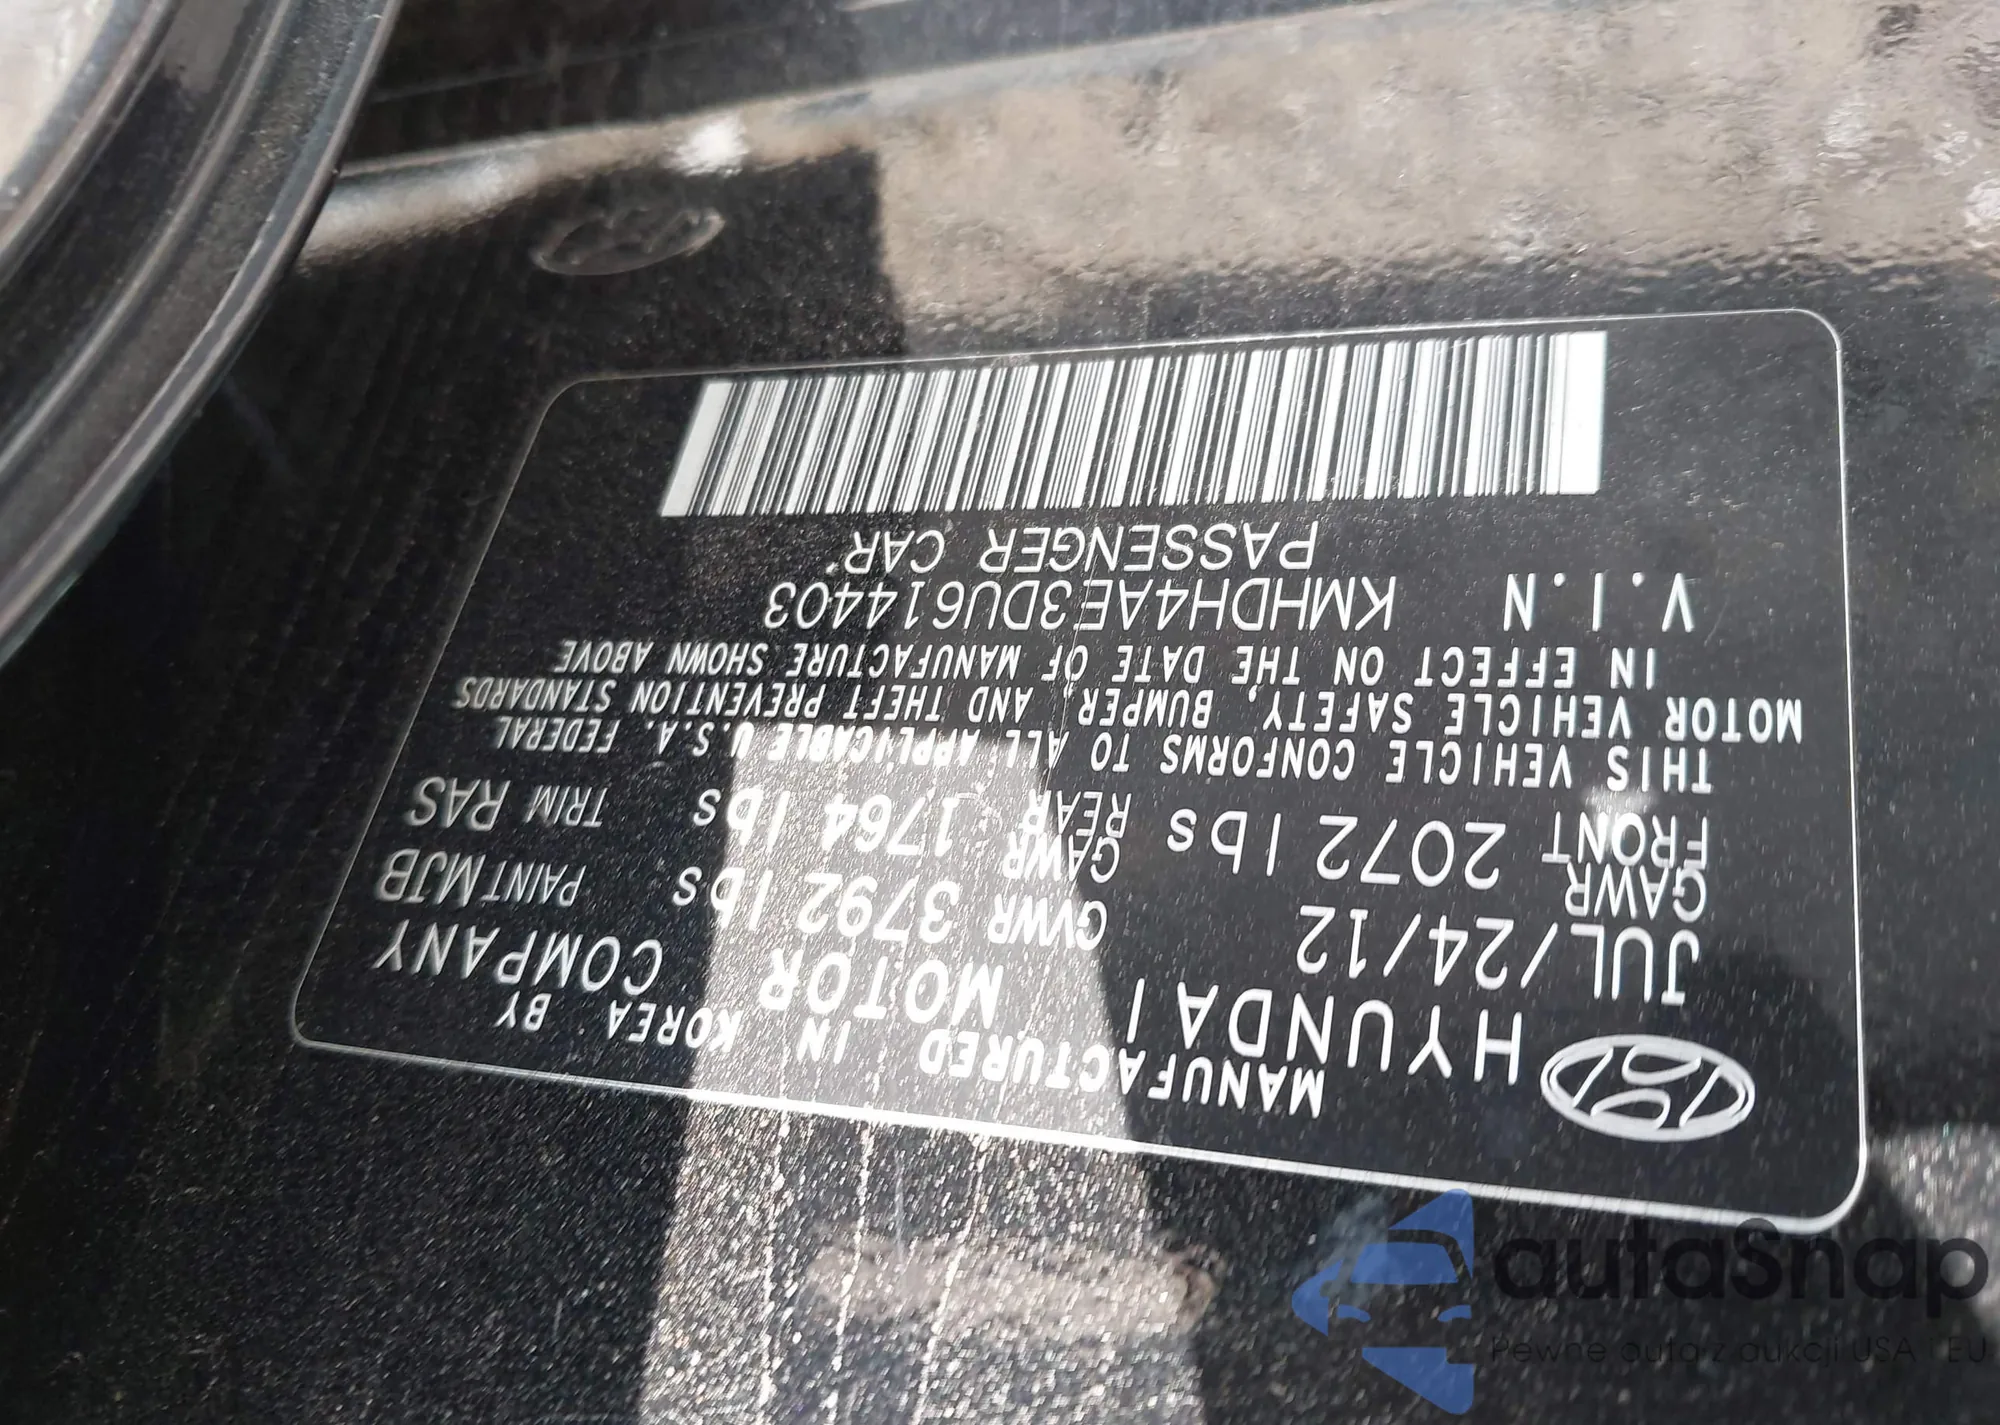 MANUFACTURED IN KOREA BY
HYUNDAI MOTOR COMPANY
JUL/24/12 GVWR 3792 lbs PAINT MJB
GAWR FRONT 2072 lbs GAWR REAR 1764 lbs TRIM RAS
THIS VEHICLE CONFORMS TO ALL APPLICABLE U.S.A. FEDERAL
MOTOR VEHICLE SAFETY, BUMPER, AND THEFT PREVENTION STANDARDS
IN EFFECT ON THE DATE OF MANUFACTURE SHOWN ABOVE
V.I.N KMHDH4AE3DU614403
PASSENGER CAR
autaSnap
Pewne auta z aukcji USA i EU